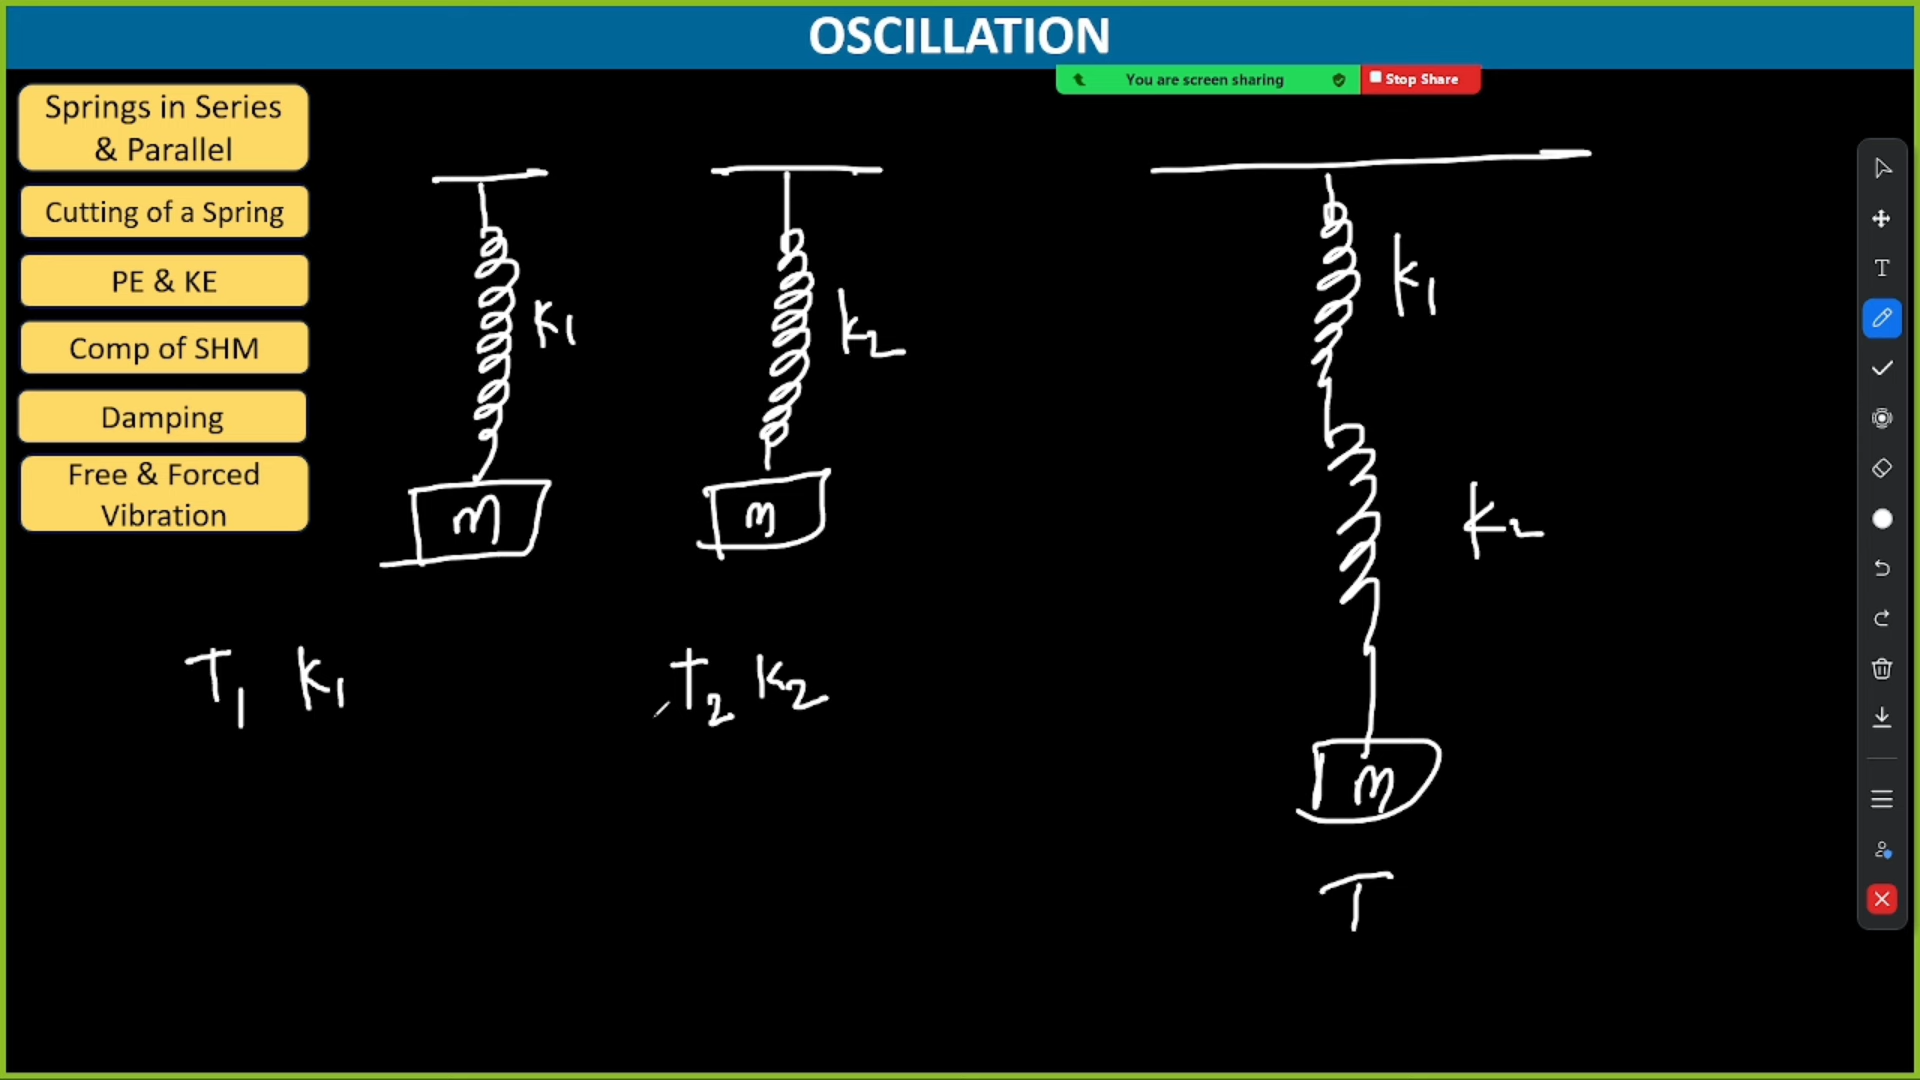 OSCILLATION
You are screen sharing
Stop Share
Springs in Series
& Parallel
Cutting of a Spring
PE & KE
Comp of SHM
Damping
Free & Forced
Vibration
K1
K2
K1
K2
m
m
m
T1 K1
T2 K2
T
T